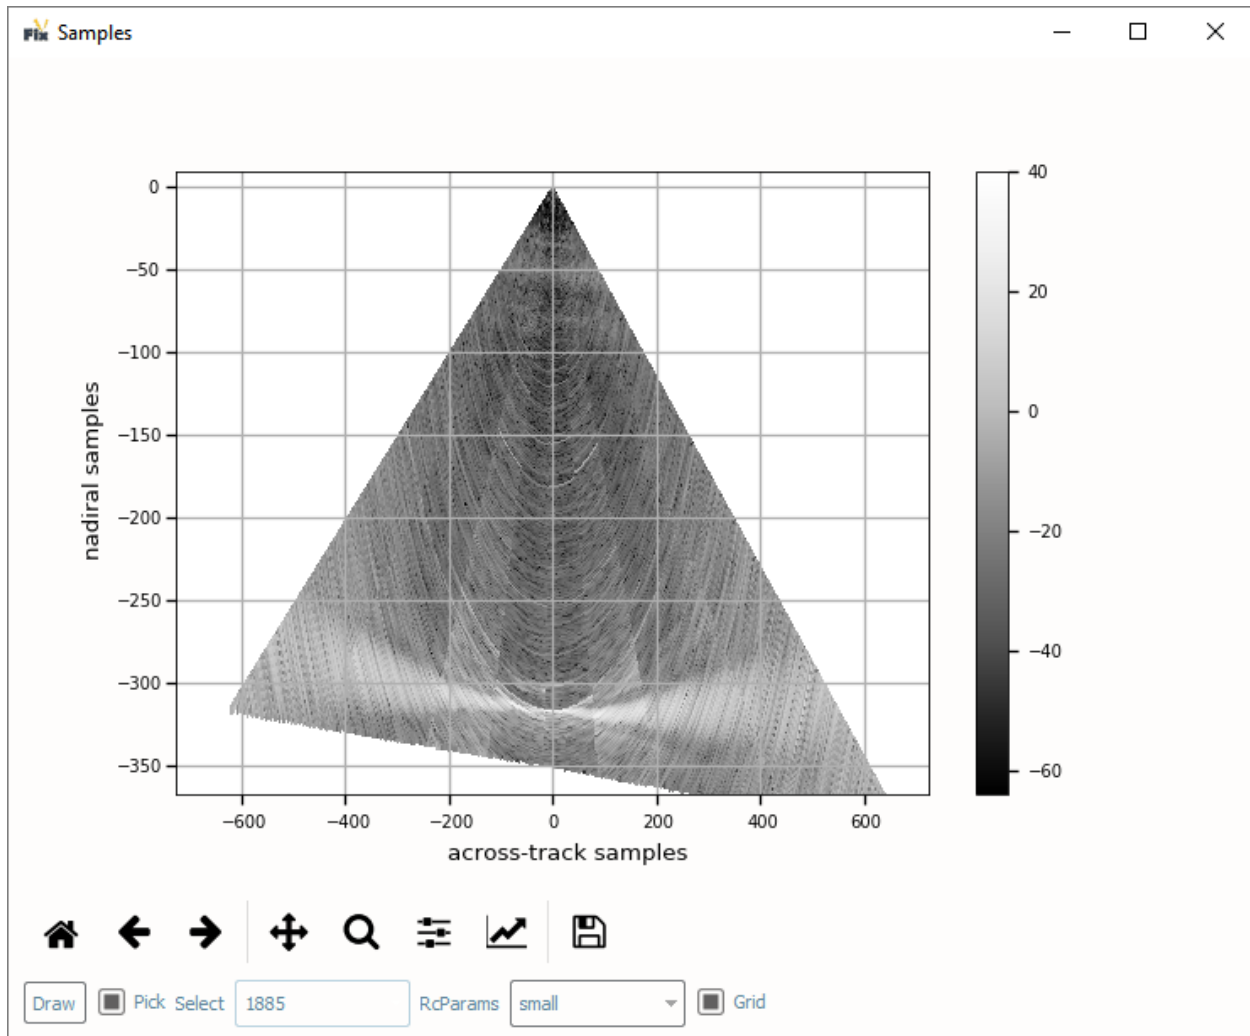 Fix Samples
40
0
20
−50
−100
0
−150
nadiral samples
−200
−20
−250
−300
−40
−350
−60
−600 −400 −200 0 200 400 600
across-track samples
Draw Pick Select 1885 RcParams small Grid